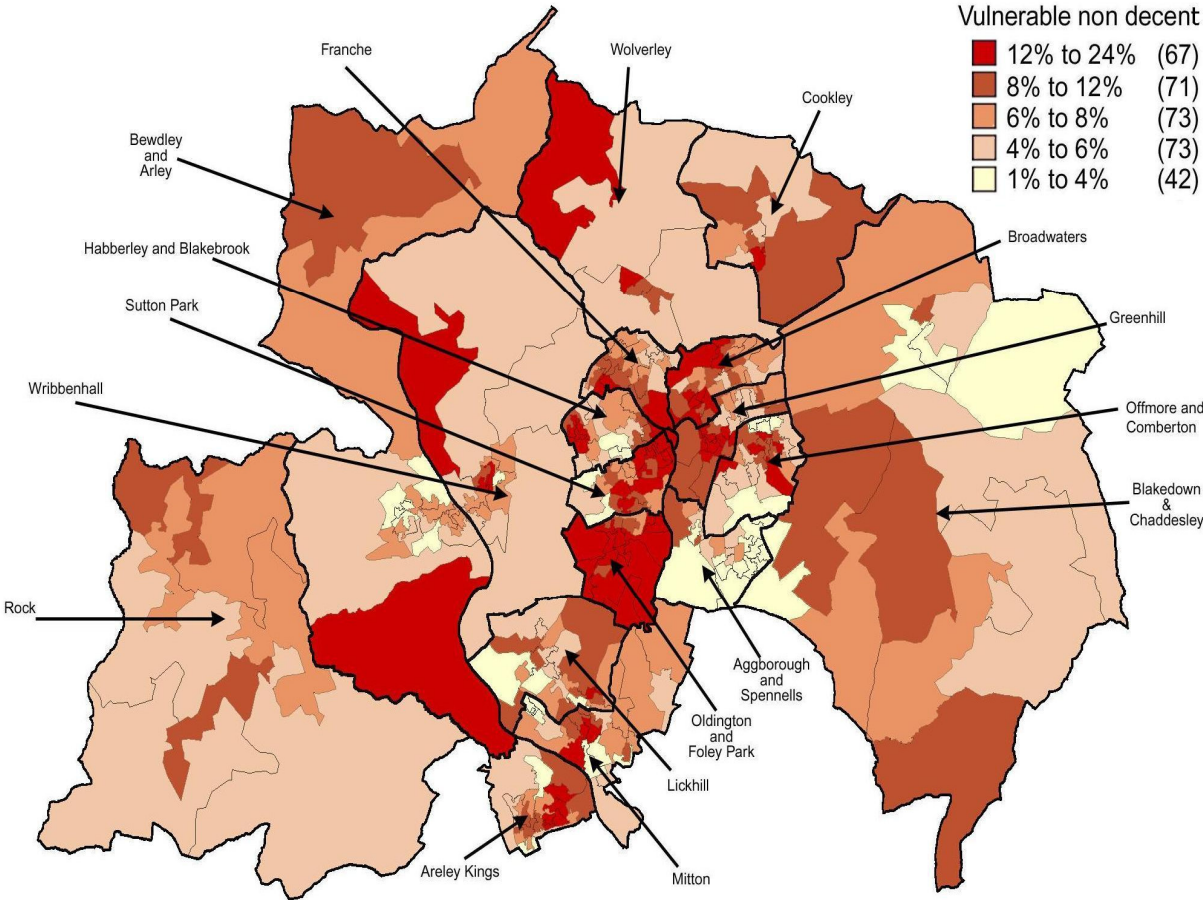 Vulnerable non decent
12% to 24% (67)
8% to 12% (71)
6% to 8% (73)
4% to 6% (73)
1% to 4% (42)
Franche
Wolverley
Cookley
Bewdley
and
Arley
Habberley and Blakebrook
Broadwaters
Sutton Park
Greenhill
Wribbenhall
Offmore and
Comberton
Blakedown
&
Chaddesley
Rock
Aggborough
and
Spennells
Oldington
and
Foley Park
Lickhill
Areley Kings
Mitton